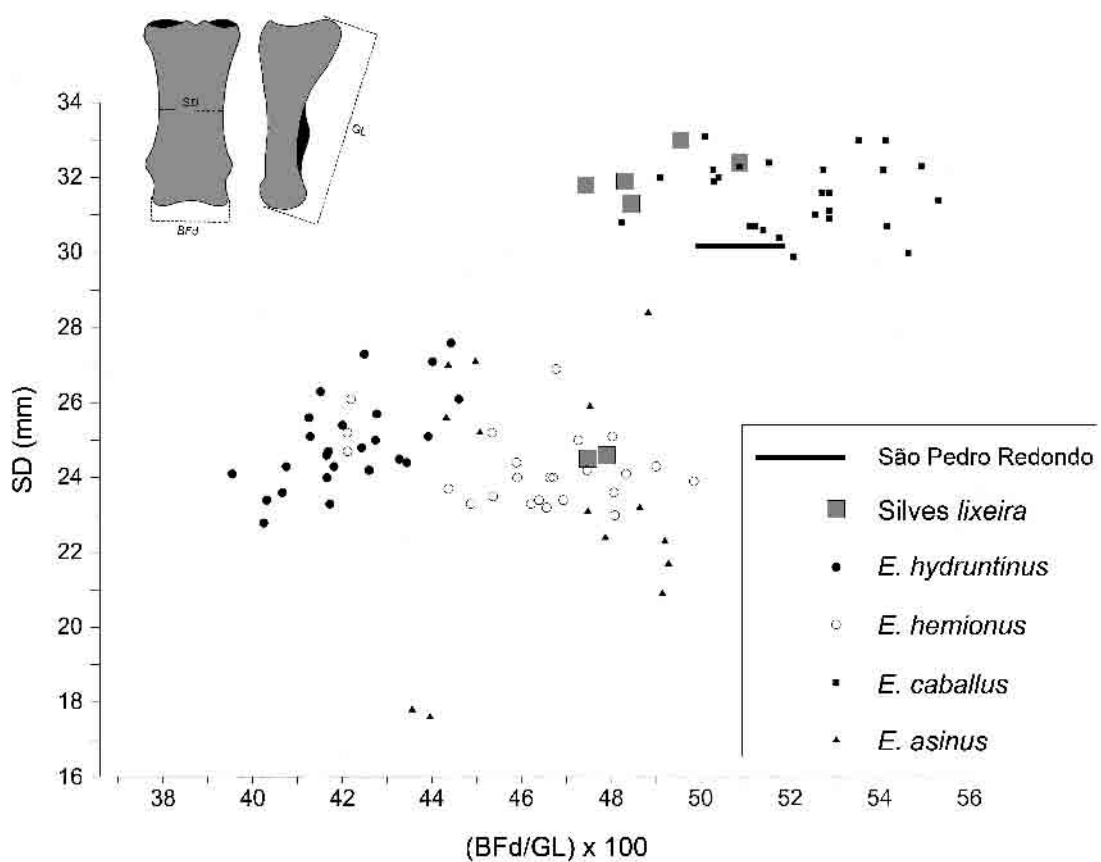 SD
GL
BFd
34
32
30
28
26
24
22
20
18
16
SD (mm)
38 40 42 44 46 48 50 52 54 56
(BFd/GL) x 100
São Pedro Redondo
Silves lixeira
E. hydruntinus
E. hemionus
E. caballus
E. asinus